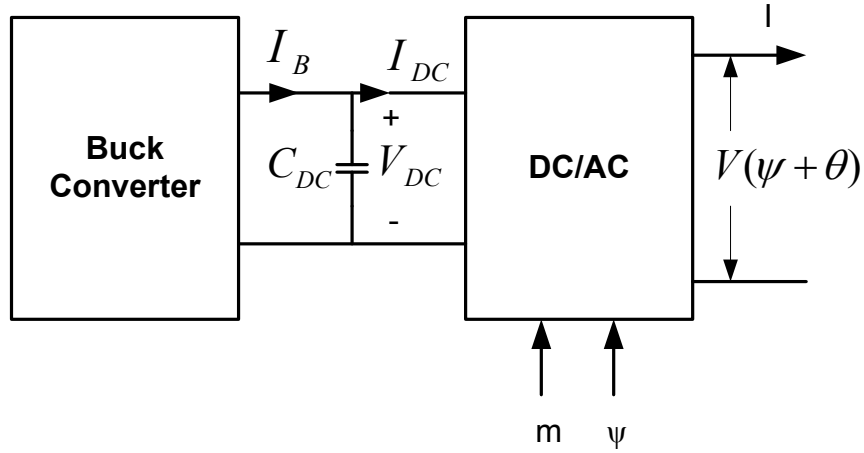 I
I_B
I_DC
+
Buck
Converter
C_DC
V_DC
DC/AC
V(ψ+θ)
-
m
ψ